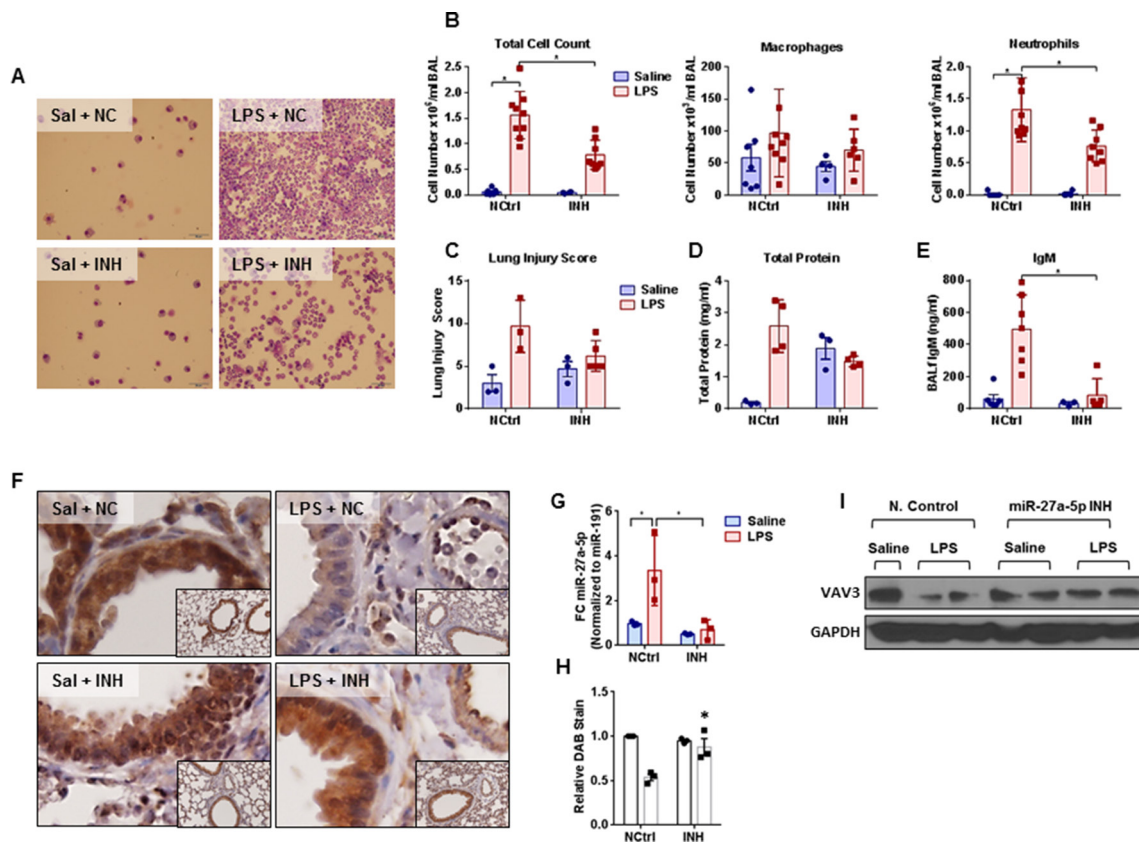 A
Sal + NC
LPS + NC
Sal + INH
LPS + INH
B
Total Cell Count
Cell Number x10⁶/ml BAL
2.5
2.0
1.5
1.0
0.5
0.0
* *
NCtrl INH
Saline
LPS
Macrophages
Cell Number x10³/ml BAL
200
150
100
50
0
NCtrl INH
Neutrophils
Cell Number x10⁶/ml BAL
2.0
1.5
1.0
0.5
0.0
* *
NCtrl INH
C
Lung Injury Score
Lung Injury Score
15
10
5
0
NCtrl INH
Saline
LPS
D
Total Protein
Total Protein (mg/ml)
5
4
3
2
1
0
NCtrl INH
E
IgM
BALf IgM (ng/ml)
800
600
400
200
0
*
NCtrl INH
F
Sal + NC
LPS + NC
Sal + INH
LPS + INH
G
FC miR-27a-5p
(Normalized to miR-191)
6
4
2
0
* *
NCtrl INH
Saline
LPS
H
Relative DAB Stain
1.5
1.0
0.5
0.0
*
NCtrl INH
I
N. Control miR-27a-5p INH
Saline LPS Saline LPS
VAV3
GAPDH